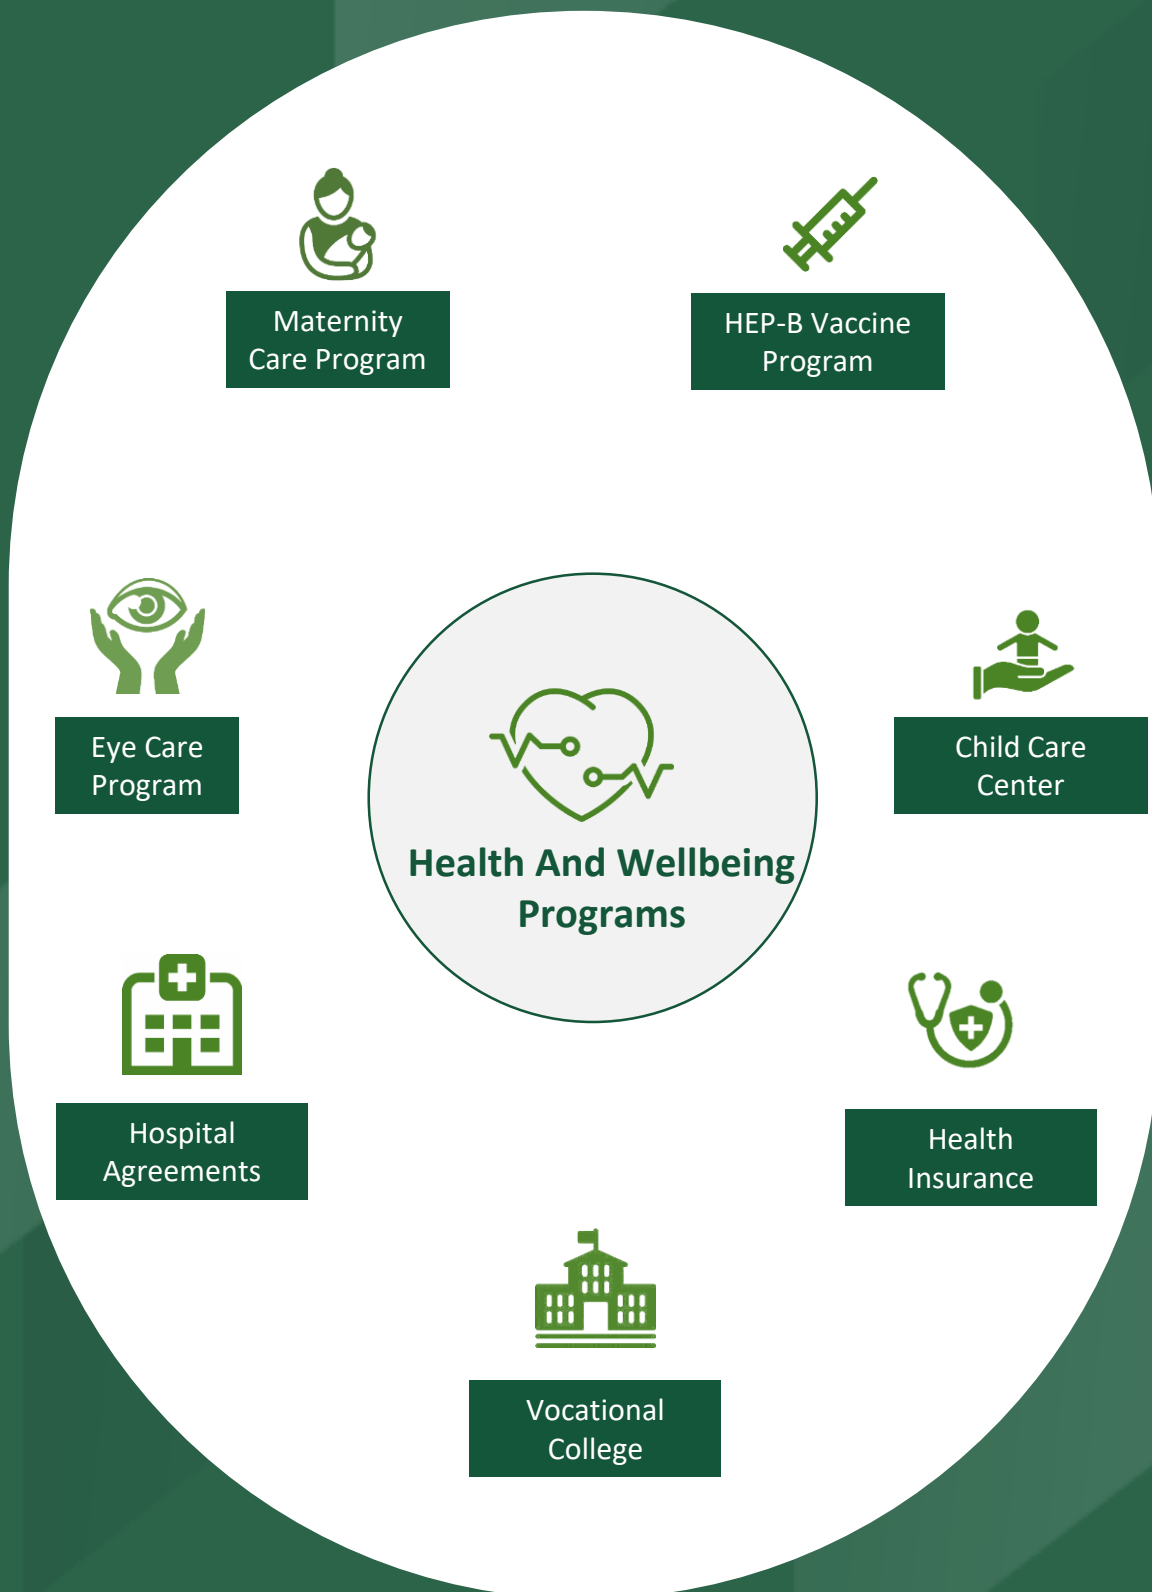 Maternity
Care Program
HEP-B Vaccine
Program
Eye Care
Program
Health And Wellbeing
Programs
Child Care
Center
Hospital
Agreements
Health
Insurance
Vocational
College